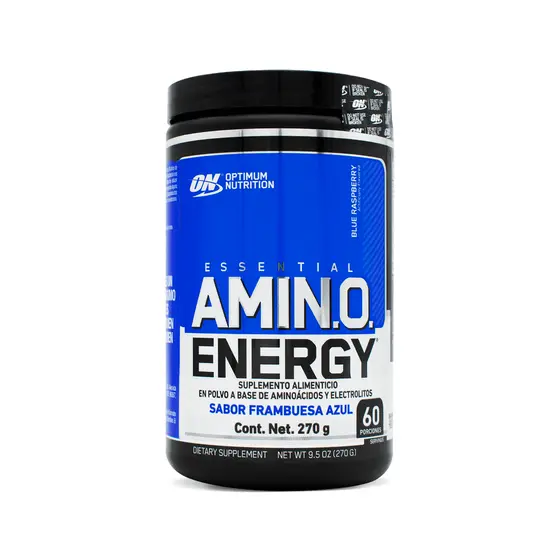 ON
OPTIMUM
NUTRITION
BLUE RASPBERRY
ESSENTIAL
AMIN.O.
ENERGY
SUPLEMENTO ALIMENTICIO
EN POLVO A BASE DE AMINOÁCIDOS Y ELECTROLITOS
SABOR FRAMBUESA AZUL
Cont. Net. 270 g
60
PORCIONES
SERVINGS
DIETARY SUPPLEMENT NET WT 9.5 OZ (270 g)